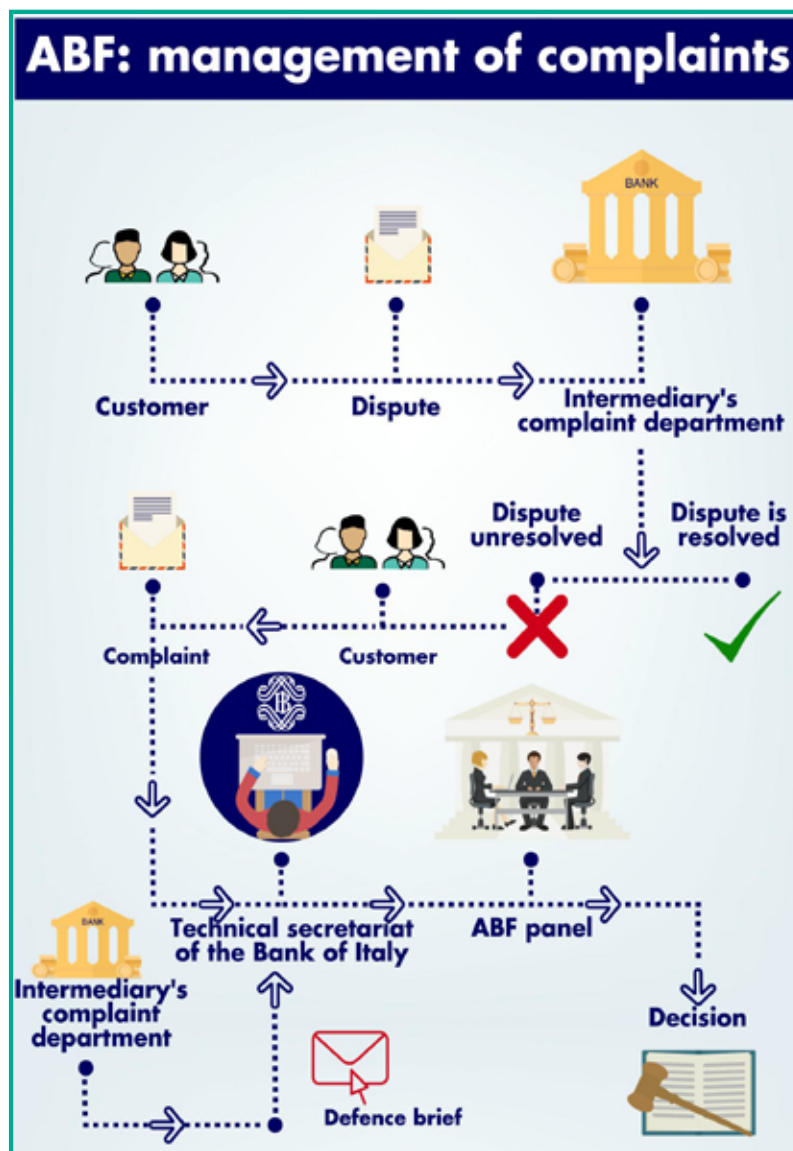 ABF: management of complaints
BANK
Customer
Dispute
Intermediary's
complaint department
Dispute
unresolved
Dispute is
resolved
Complaint
Customer
Technical secretariat
of the Bank of Italy
ABF panel
BANK
Intermediary's
complaint
department
Decision
Defence brief